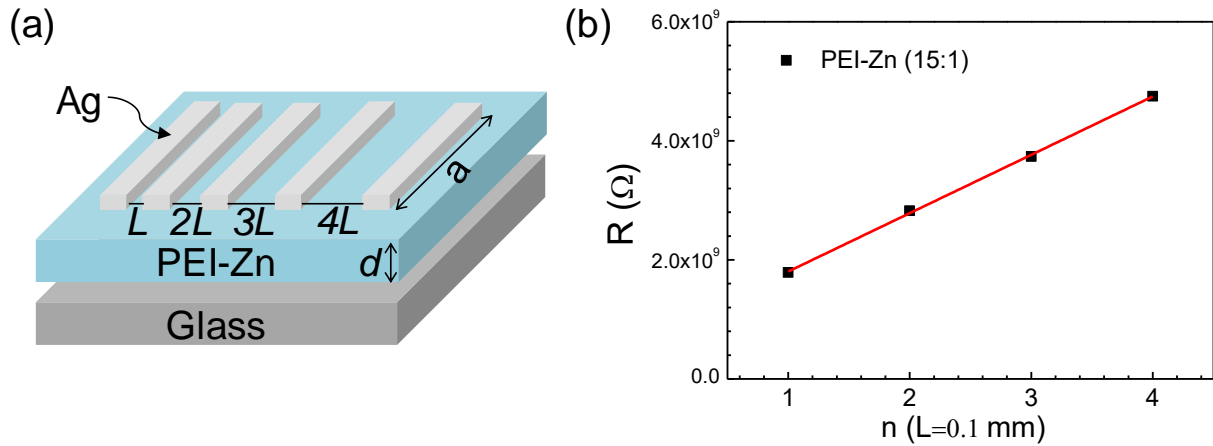 (a)
Ag
a
L 2L 3L 4L
PEI-Zn
d
Glass
(b)
6.0x10⁹
4.0x10⁹
2.0x10⁹
0.0
R (Ω)
PEI-Zn (15:1)
1 2 3 4
n (L=0.1 mm)